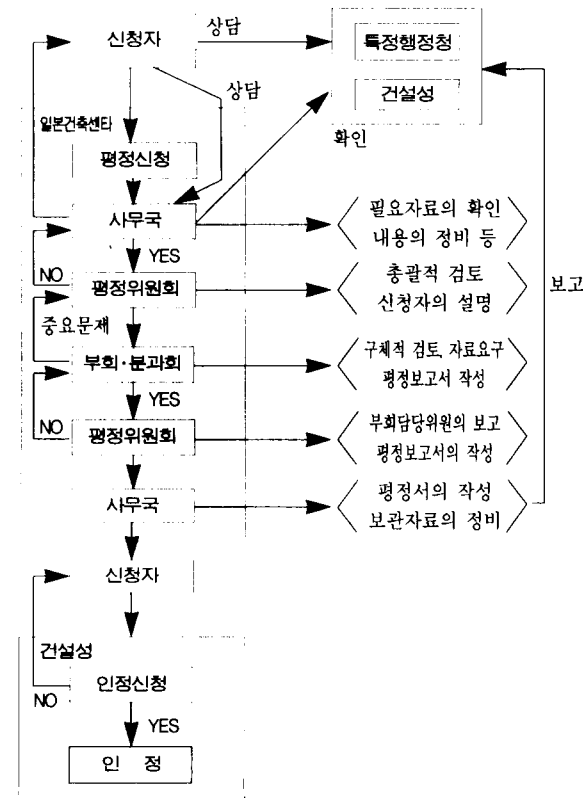 신청자
상담
특정행정청
상담
건설성
일본건축센타
확인
평정신청
사무국
필요자료의 확인
내용의 정비 등
YES
NO
평정위원회
총괄적 검토
신청자의 설명
보고
중요문제
부회·분과회
구체적 검토, 자료요구
평정보고서 작성
YES
NO
평정위원회
부회담당위원의 보고
평정보고서의 작성
사무국
평정서의 작성
보관자료의 정비
신청자
건설성
인정신청
NO
YES
인 정